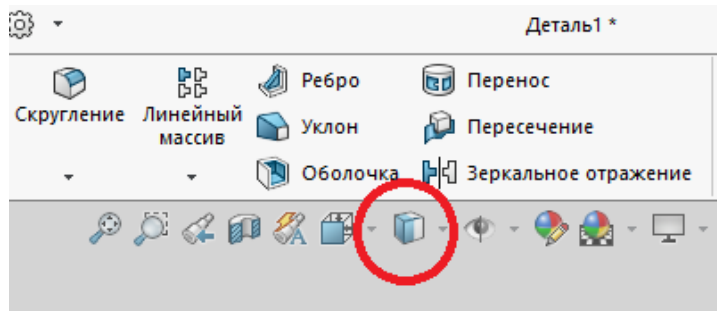 Деталь1 *
Скругление
Линейный
массив
Ребро
Уклон
Оболочка
Перенос
Пересечение
Зеркальное отражение